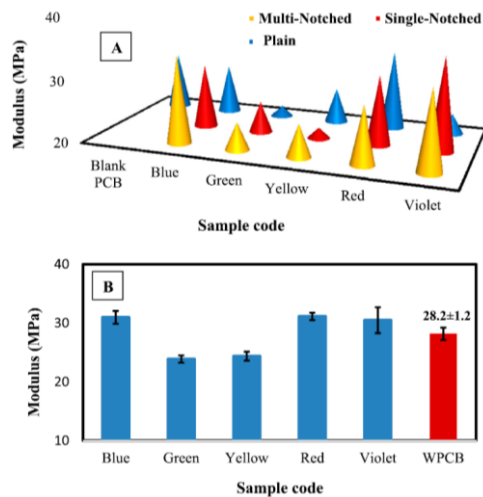 Multi-Notched Single-Notched
Plain
A
Modulus (MPa)
40
30
20
Blank
PCB
Blue
Green
Yellow
Red
Violet
Sample code
B
Modulus (MPa)
40
30
20
10
28.2±1.2
Blue Green Yellow Red Violet WPCB
Sample code